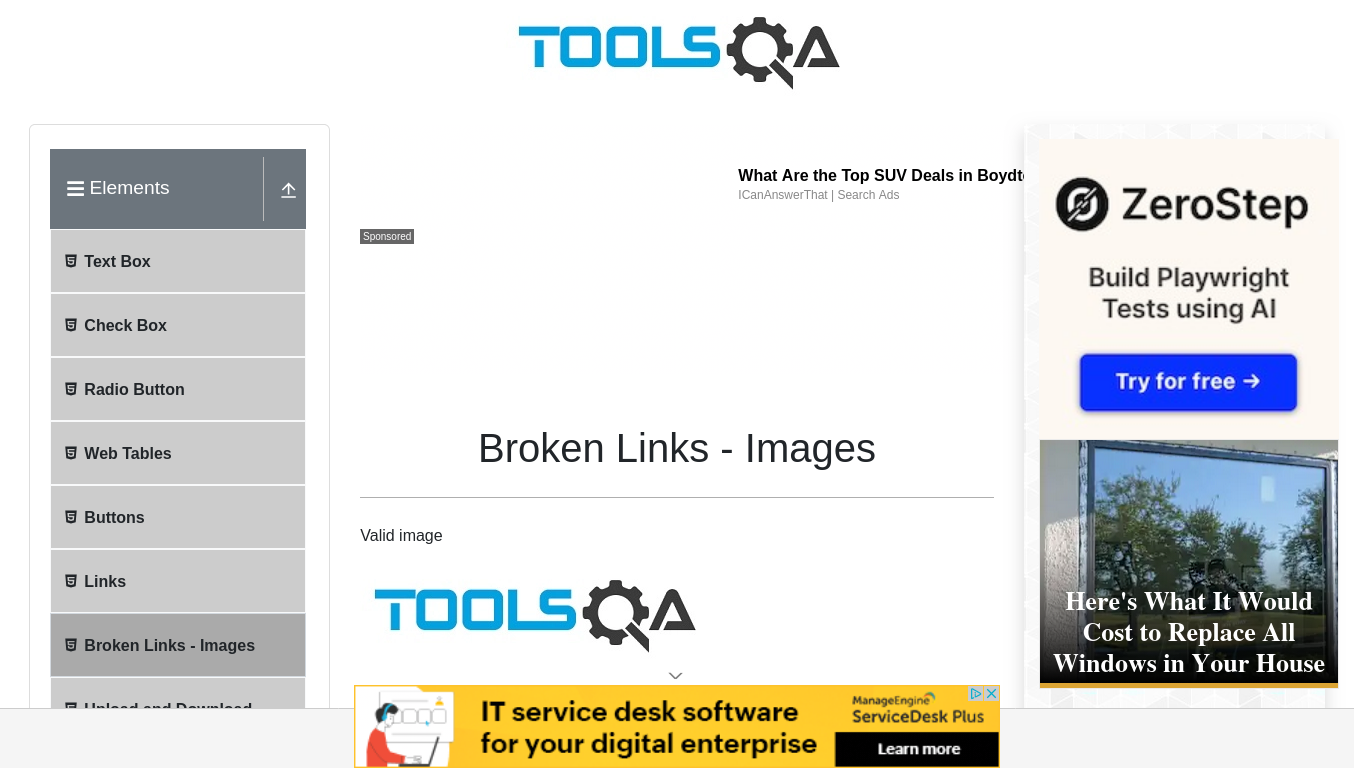 TOOLSQA
Elements
Text Box
Check Box
Radio Button
Web Tables
Buttons
Links
Broken Links - Images
Upload and Download
What Are the Top SUV Deals in
ICanAnswerThat | Search Ads
Sponsored
Broken Links - Images
Valid image
TOOLSQA
ZeroStep
Build Playwright
Tests using AI
Try for free →
Here's What It Would
Cost to Replace All
Windows in Your House
IT service desk software
for your digital enterprise
ManageEngine
ServiceDesk Plus
Learn more